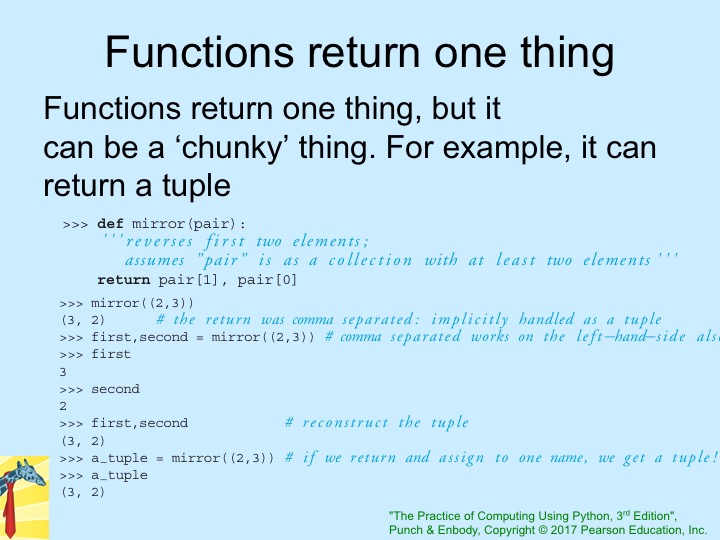 Functions return one thing
Functions return one thing, but it
can be a ‘chunky’ thing. For example, it can
return a tuple
>>> def mirror(pair):
'''reverses first two elements;
assumes "pair" is as a collection with at least two elements'''
return pair[1], pair[0]
>>> mirror((2,3))
(3, 2) # the return was comma separated: implicitly handled as a tuple
>>> first,second = mirror((2,3)) # comma separated works on the left—hand—side als
>>> first
3
>>> second
2
>>> first,second # reconstruct the tuple
(3, 2)
>>> a_tuple = mirror((2,3)) # if we return and assign to one name, we get a tuple!
>>> a_tuple
(3, 2)
"The Practice of Computing Using Python, 3rd Edition",
Punch & Enbody, Copyright © 2017 Pearson Education, Inc.